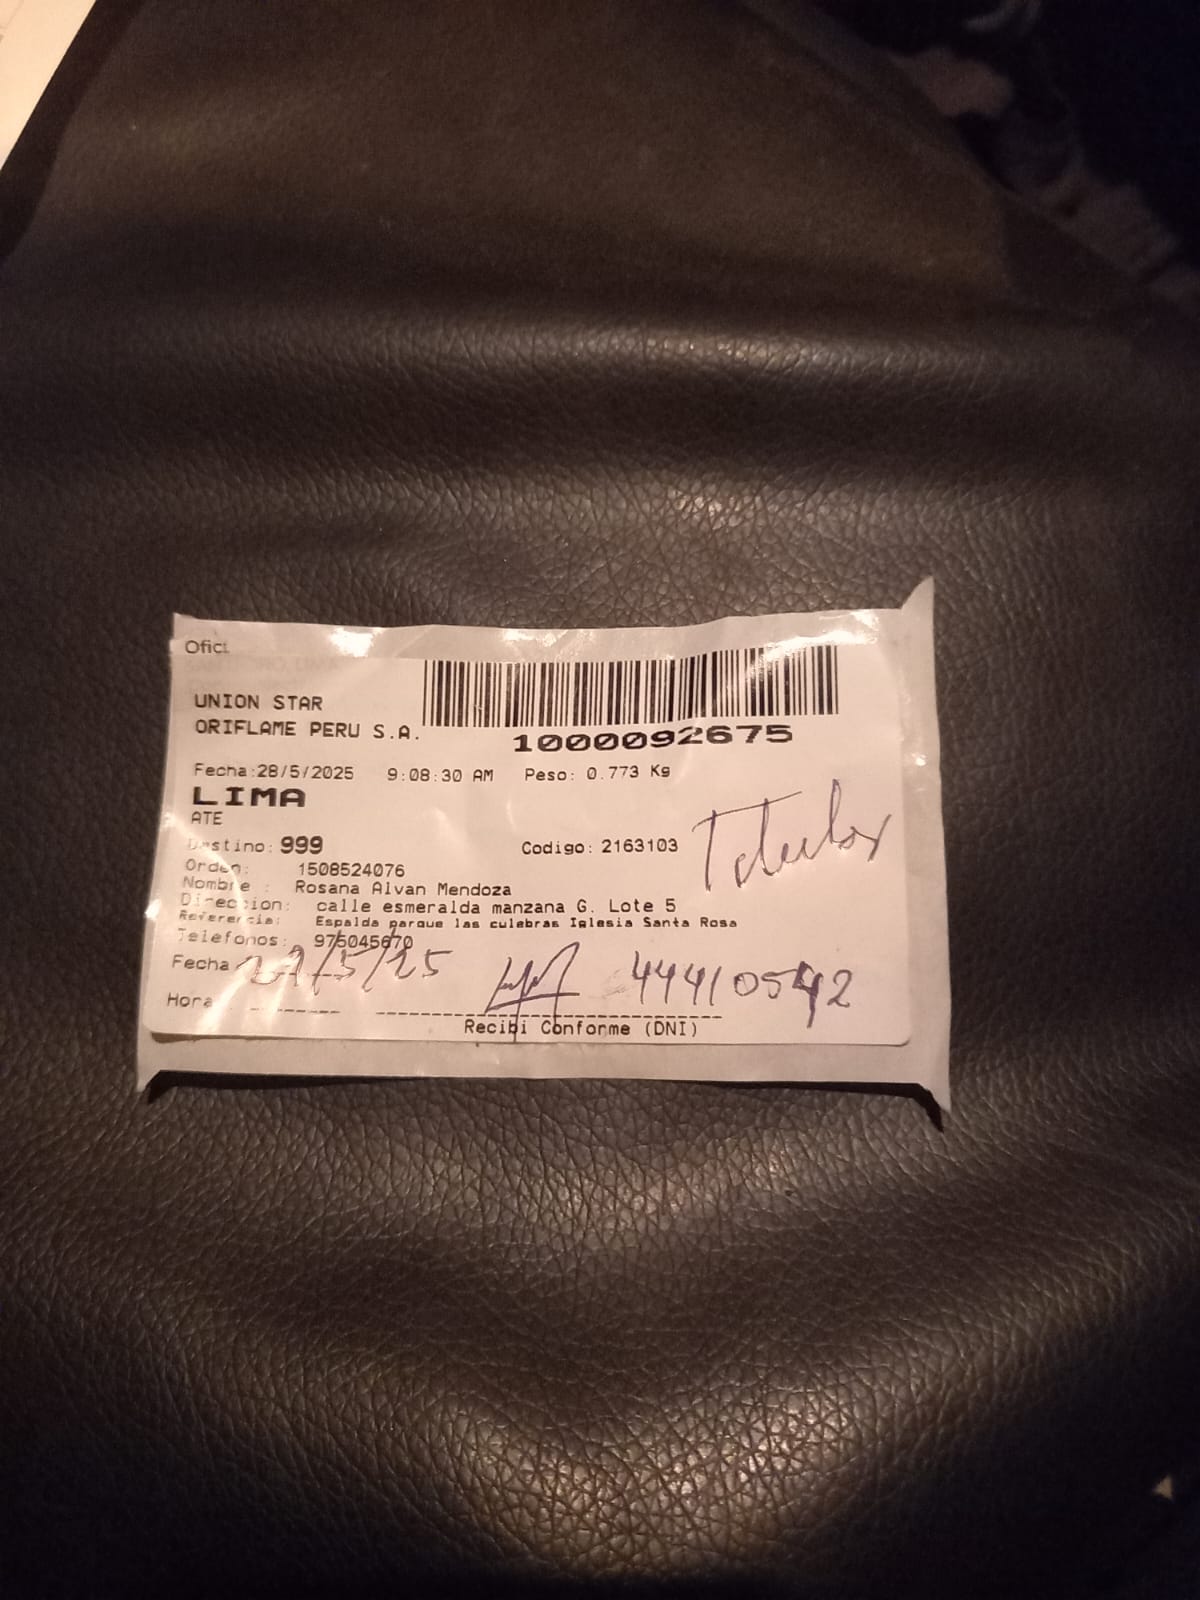 Ofici
UNION STAR
ORIFLAME PERU S.A.
1000092675
Fecha:28/5/2025 9:08:30 AM Peso: 0.773 Kg
LIMA
ATE
Destino: 999 Codigo: 2163103
Titular
Orden: 1508524076
Nombre : Rosana Alvan Mendoza
Direccion: calle esmeralda manzana G. Lote 5
Referencia: Espalda parque las culebras Iglesia Santa Rosa
Telefonos: 975045670
Fecha 29/5/25 44410542
Hora
Recibi Conforme (DNI)